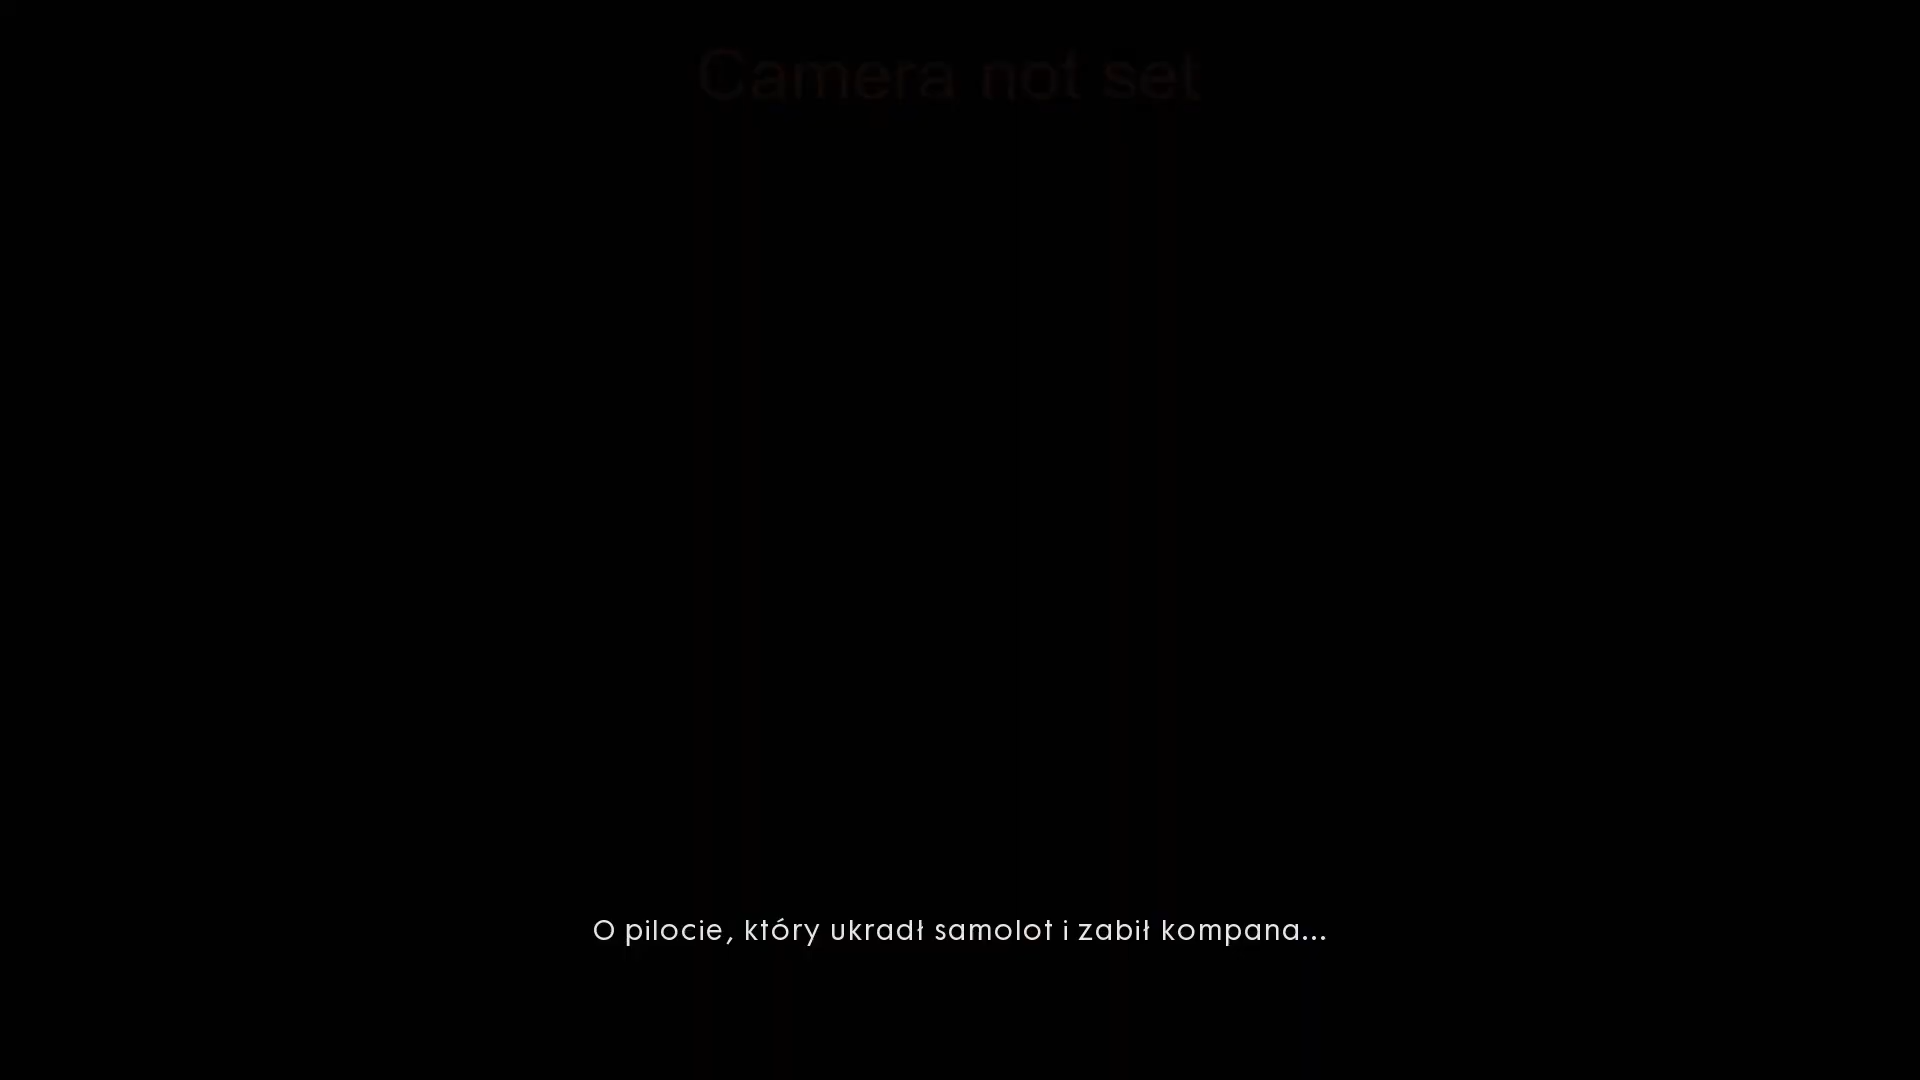 Camera not set
O pilocie, który ukradł samolot i zabił kompana...